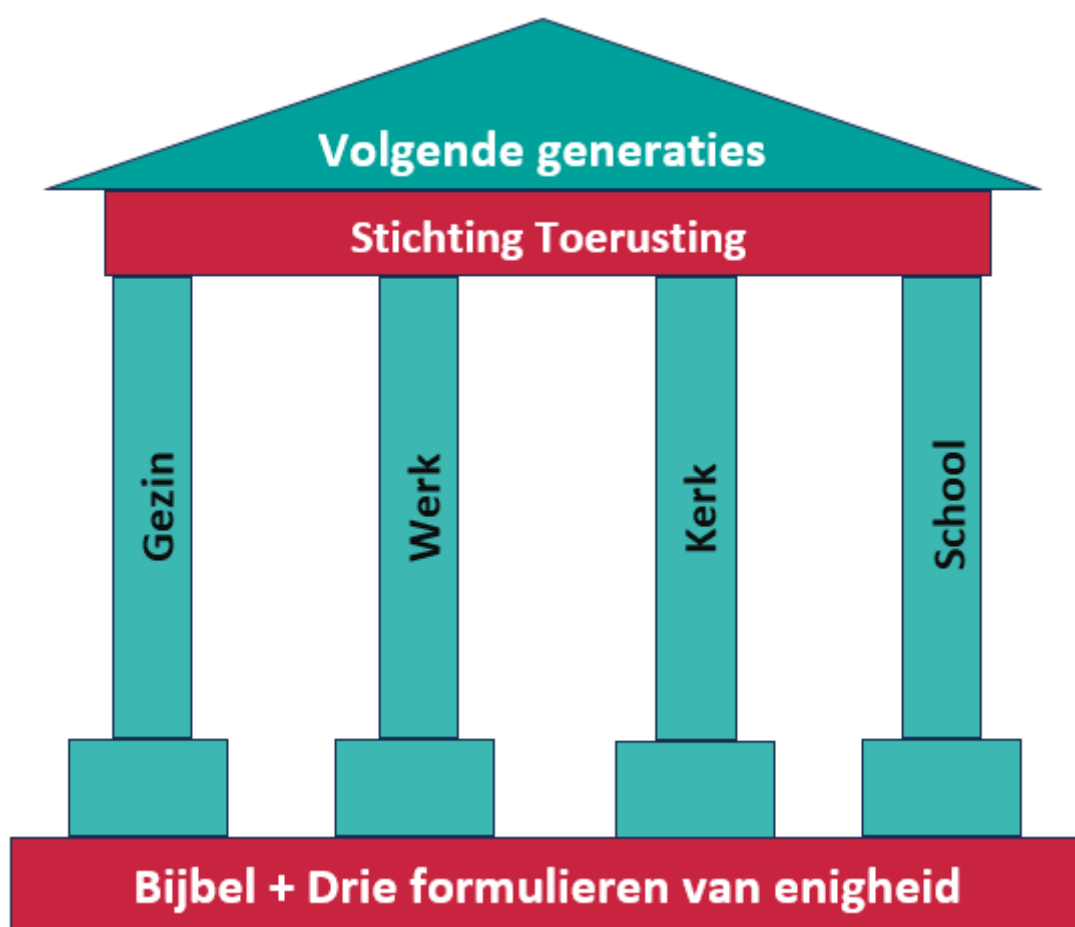 Volgende generaties
Stichting Toerusting
Gezin
Werk
Kerk
School
Bijbel + Drie formulieren van enigheid